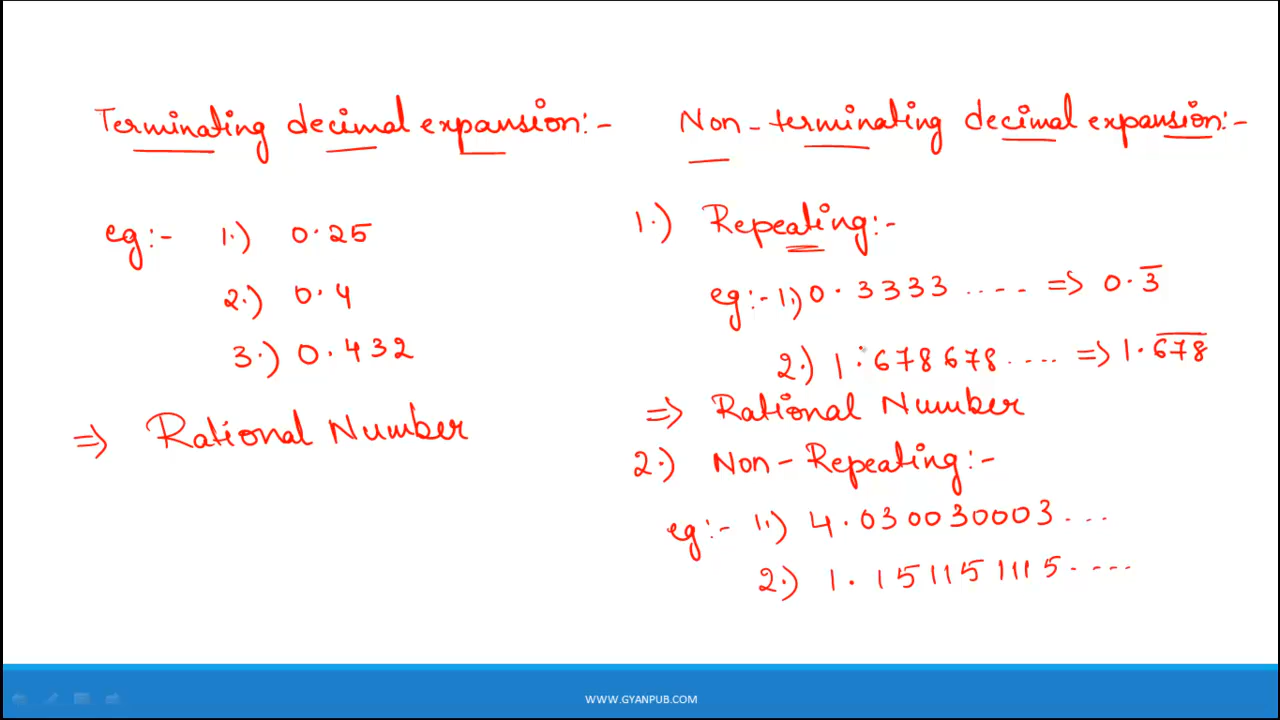 Terminating decimal expansion:-
eg:- 1.) 0.25
2.) 0.4
3.) 0.432
=> Rational Number
Non-terminating decimal expansion:-
1.) Repeating:-
eg:- 1.) 0.3333 .... => 0.3̅
2.) 1.678678.... => 1.6̅7̅8̅
=> Rational Number
2.) Non-Repeating:-
eg:- 1.) 4.030030003...
2.) 1.151151115....
WWW.GYANPUB.COM